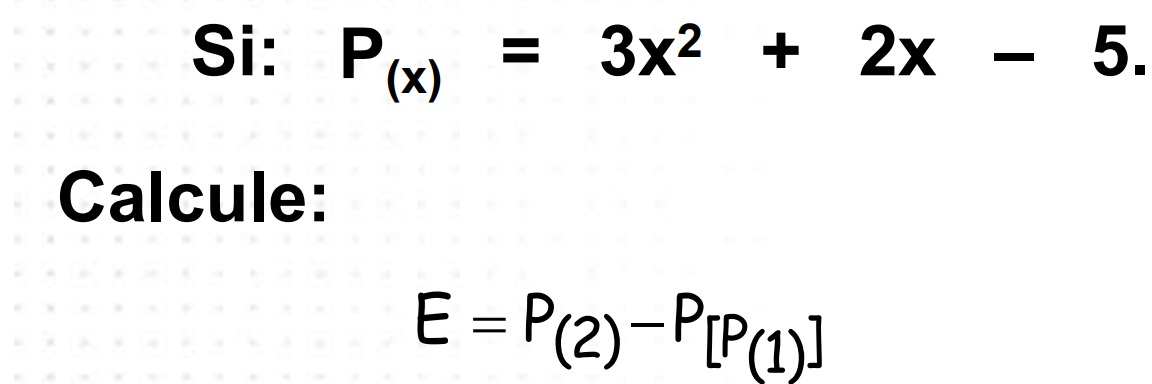 Si: P(x) = 3x² + 2x – 5.
Calcule:
E = P(2) – P[P(1)]